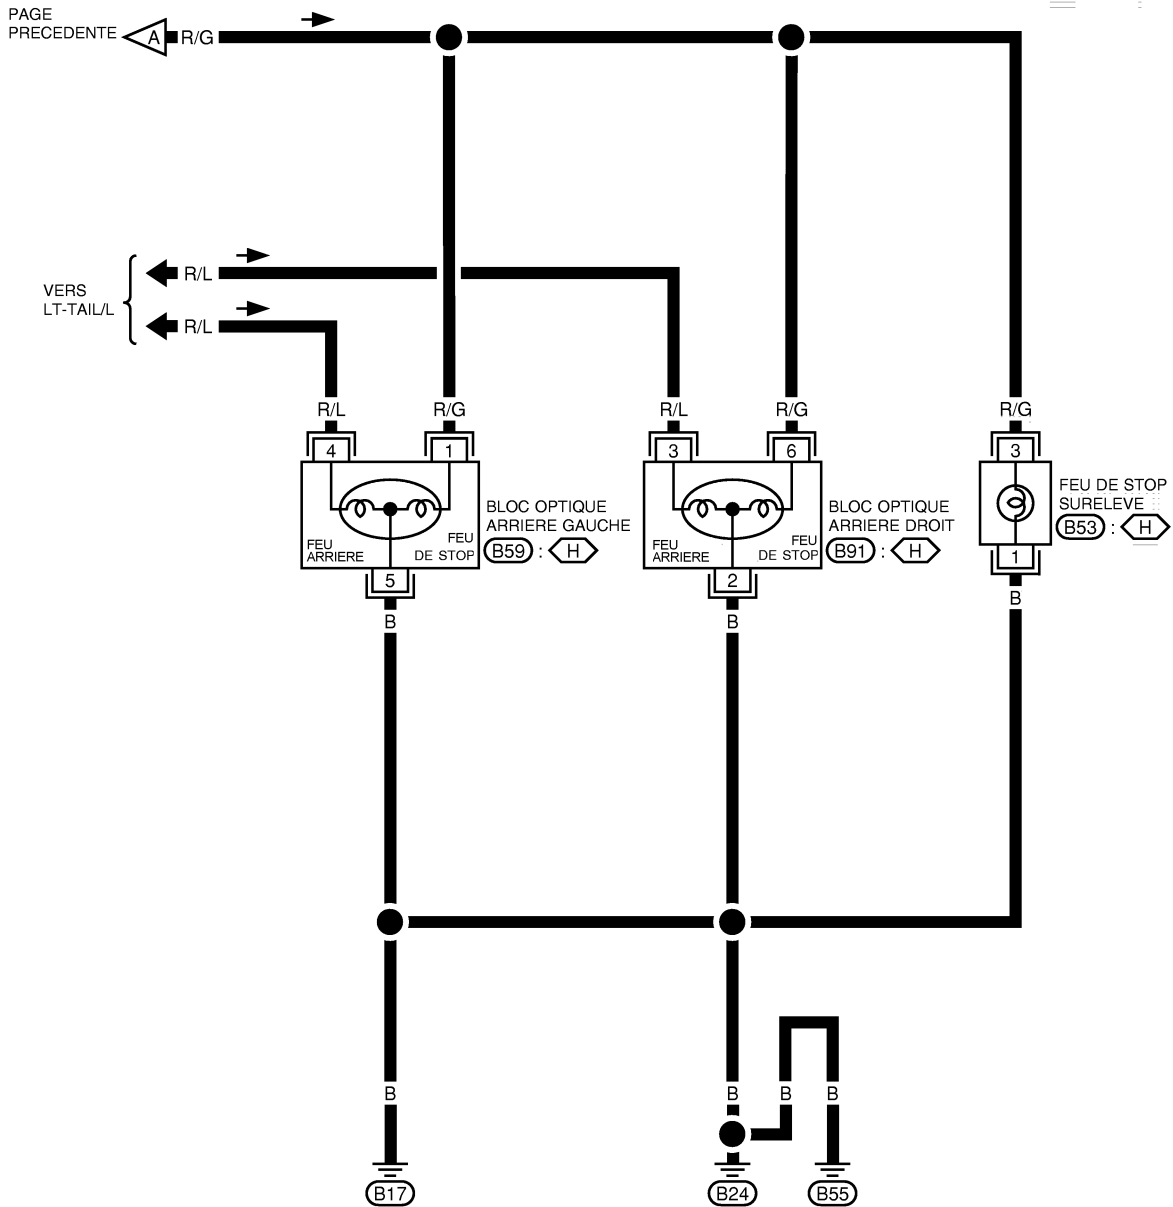 PAGE
PRECEDENTE
A
R/G
VERS
LT-TAIL/L
R/L
R/L
R/L
R/G
R/L
R/G
R/G
4
1
3
6
3
FEU
ARRIERE
FEU
DE STOP
BLOC OPTIQUE
ARRIERE GAUCHE
B59 : H
FEU
ARRIERE
FEU
DE STOP
BLOC OPTIQUE
ARRIERE DROIT
B91 : H
FEU DE STOP
SURELEVE
B53 : H
5
2
1
B
B
B
B
B
B
B
B17
B24
B55